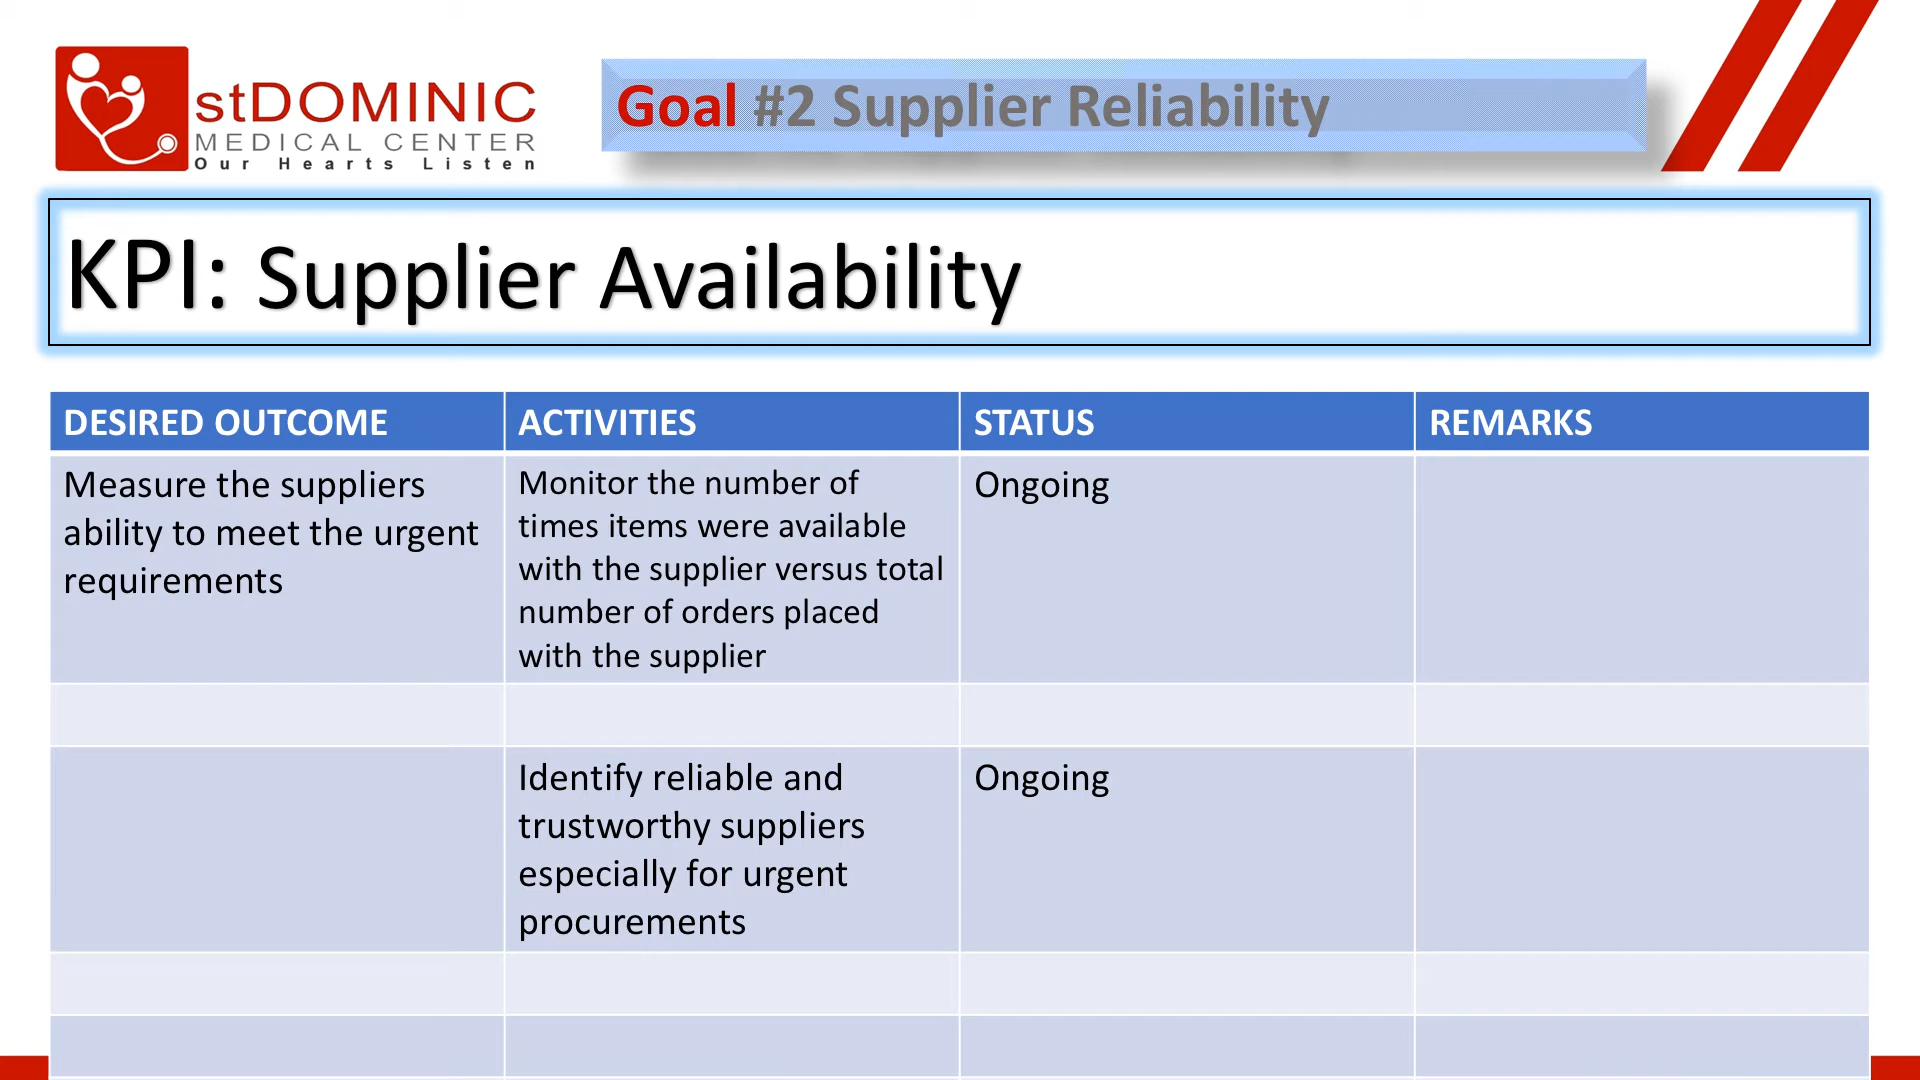 stDOMINIC
MEDICAL CENTER
Our Hearts Listen
Goal #2 Supplier Reliability
KPI: Supplier Availability
DESIRED OUTCOME
ACTIVITIES
STATUS
REMARKS
Measure the suppliers
ability to meet the urgent
requirements
Monitor the number of
times items were available
with the supplier versus total
number of orders placed
with the supplier
Ongoing
Identify reliable and
trustworthy suppliers
especially for urgent
procurements
Ongoing